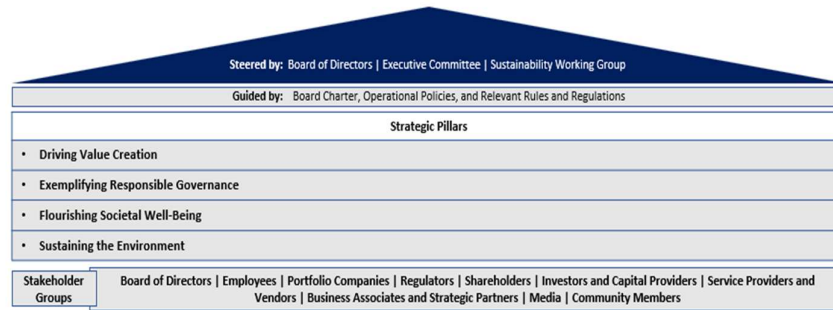 Steered by: Board of Directors | Executive Committee | Sustainability Working Group
Guided by: Board Charter, Operational Policies, and Relevant Rules and Regulations
Strategic Pillars
• Driving Value Creation
• Exemplifying Responsible Governance
• Flourishing Societal Well-Being
• Sustaining the Environment
Stakeholder
Groups
Board of Directors | Employees | Portfolio Companies | Regulators | Shareholders | Investors and Capital Providers | Service Providers and
Vendors | Business Associates and Strategic Partners | Media | Community Members